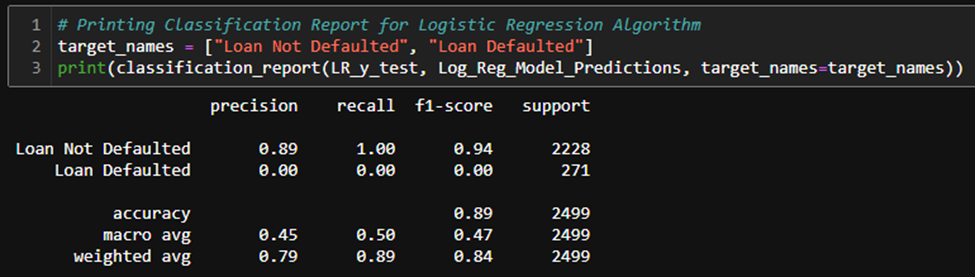 1 # Printing Classification Report for Logistic Regression Algorithm
2 target_names = ["Loan Not Defaulted", "Loan Defaulted"]
3 print(classification_report(LR_y_test, Log_Reg_Model_Predictions, target_names=target_names))
precision recall f1-score support
Loan Not Defaulted 0.89 1.00 0.94 2228
Loan Defaulted 0.00 0.00 0.00 271
accuracy 0.89 2499
macro avg 0.45 0.50 0.47 2499
weighted avg 0.79 0.89 0.84 2499